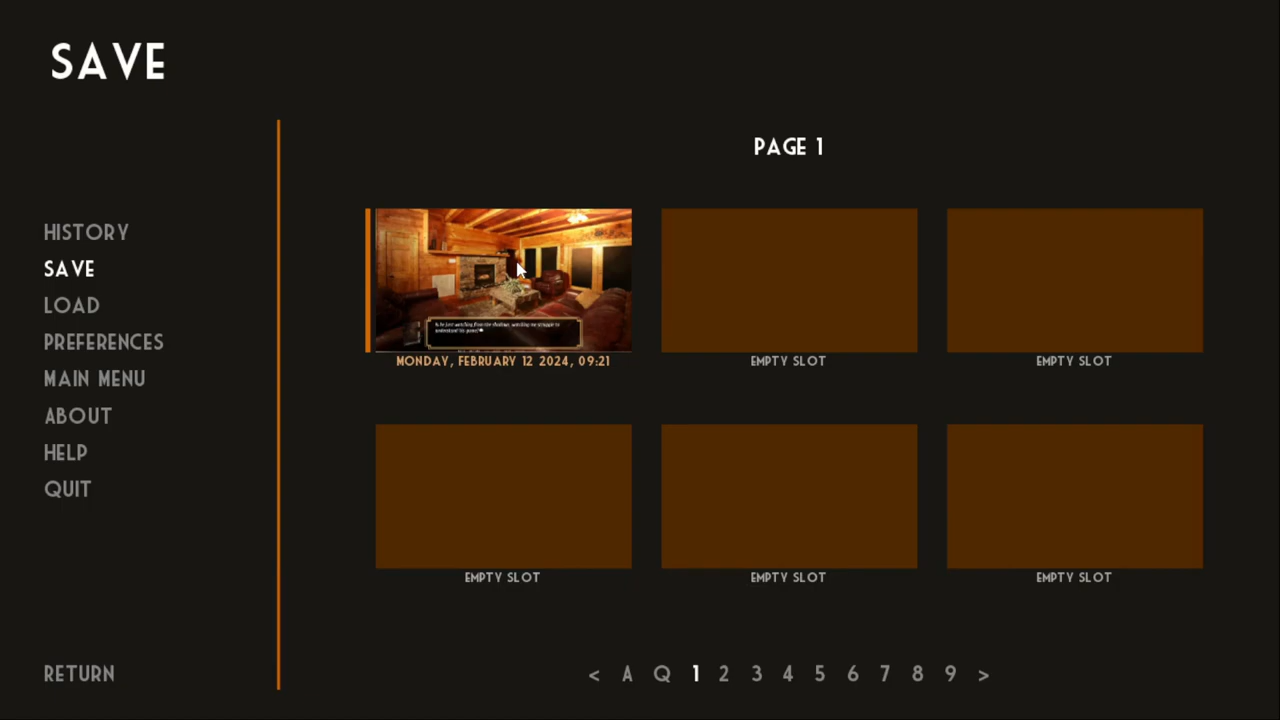 SAVE
PAGE 1
HISTORY
SAVE
LOAD
PREFERENCES
MAIN MENU
ABOUT
HELP
QUIT
RETURN
MONDAY, FEBRUARY 12 2024, 09:21
EMPTY SLOT
EMPTY SLOT
EMPTY SLOT
EMPTY SLOT
EMPTY SLOT
< A Q 1 2 3 4 5 6 7 8 9 >